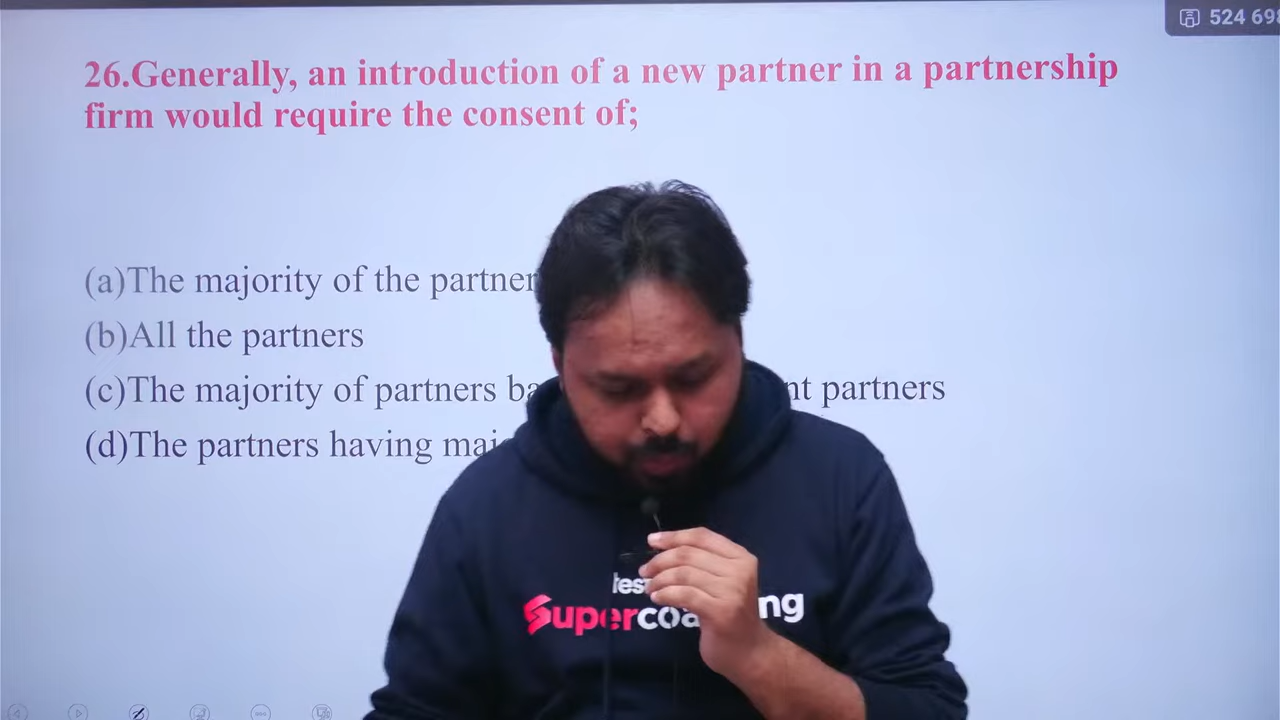 524 69
26.Generally, an introduction of a new partner in a partnership
firm would require the consent of;
(a)The majority of the partner
(b)All the partners
(c)The majority of partners ba nt partners
(d)The partners having maj
tes
Supercoa ng